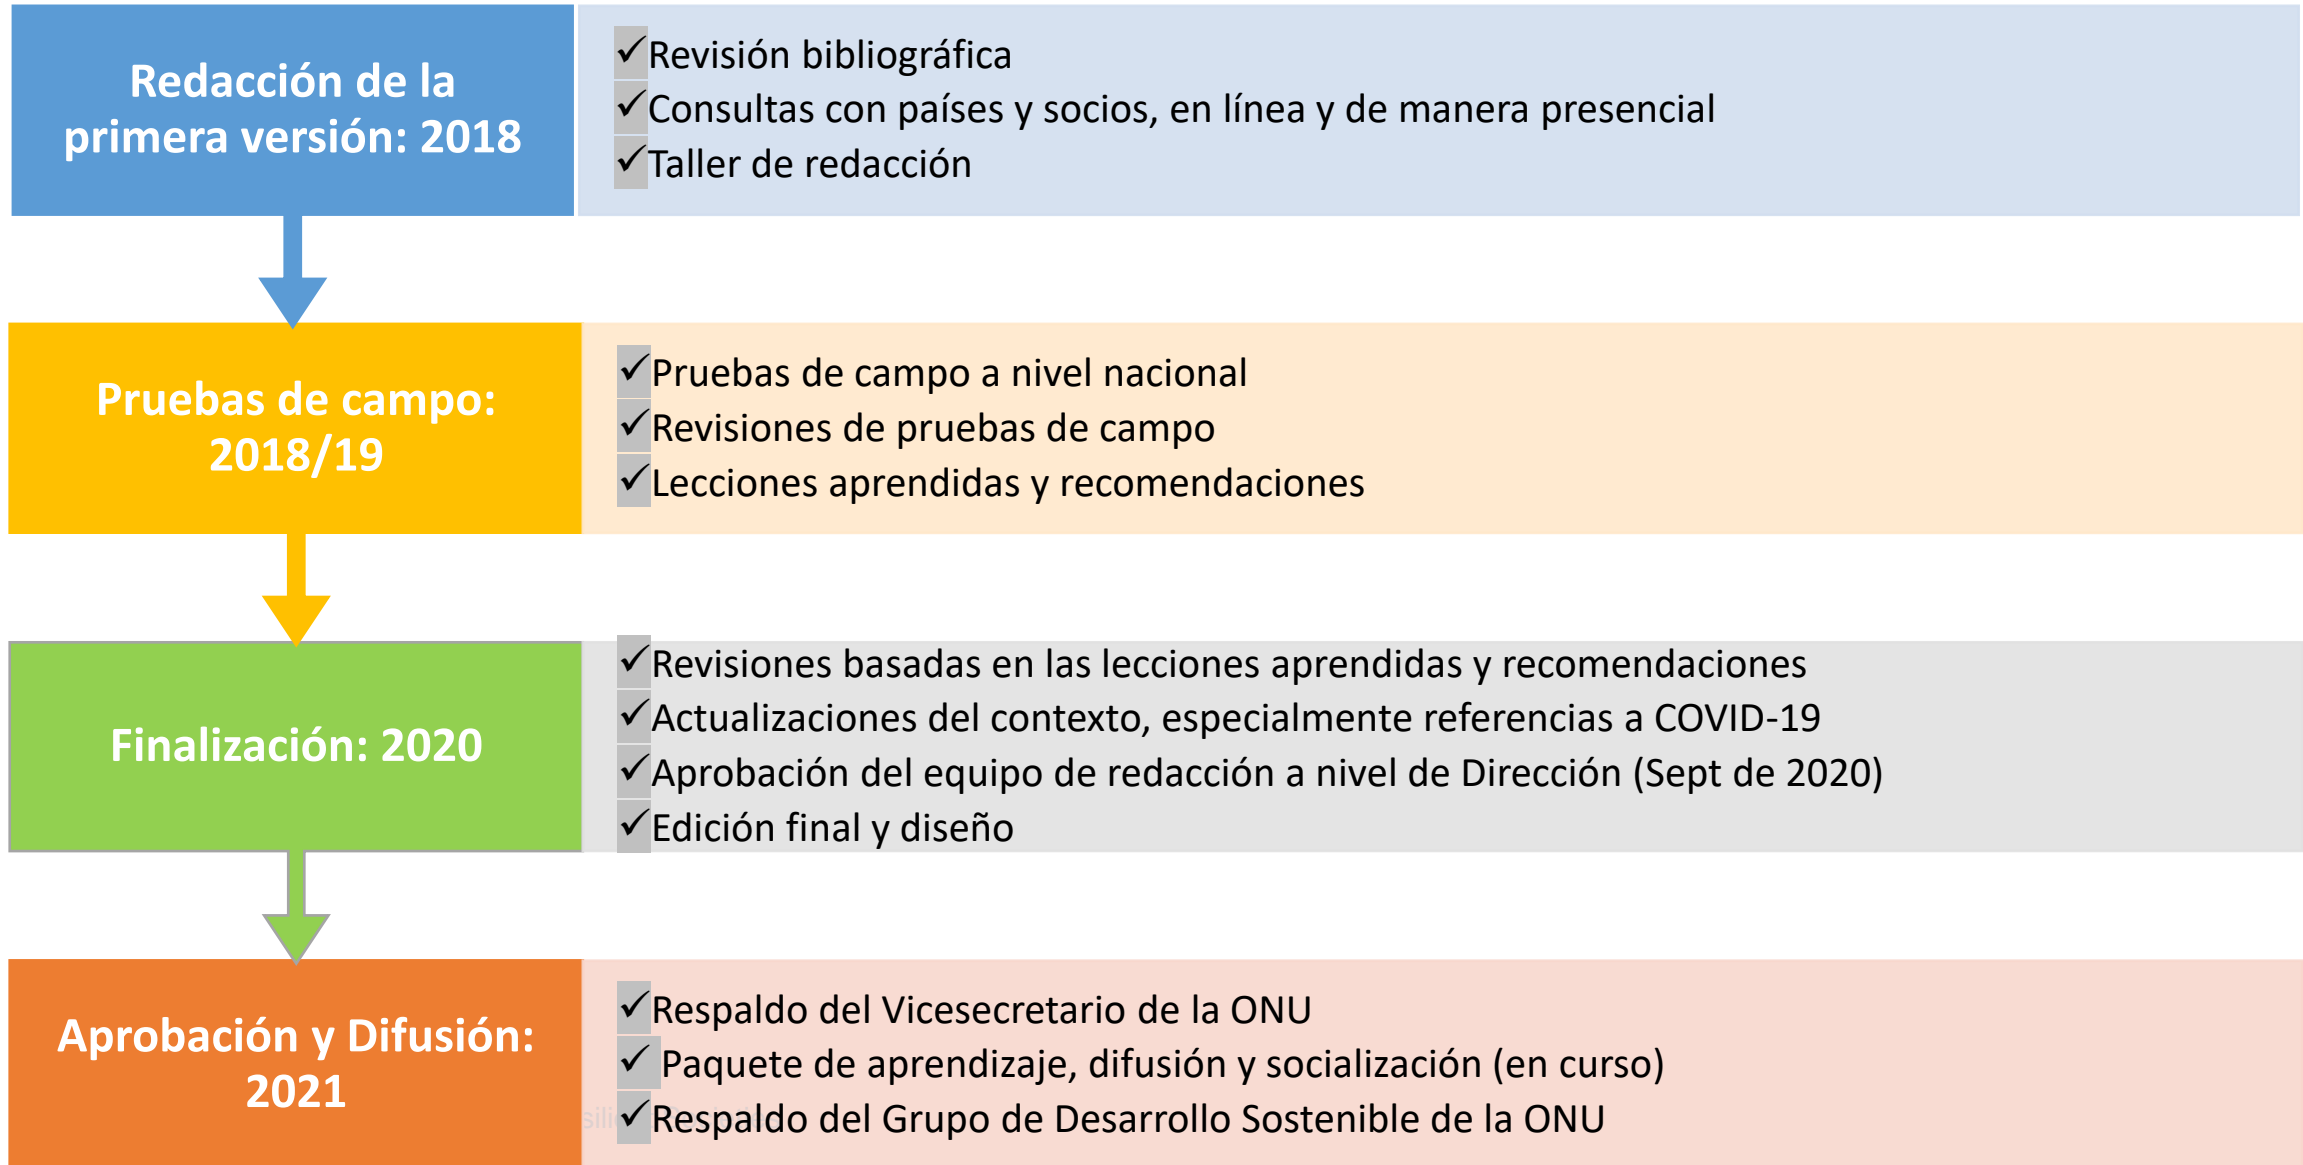 Redacción de la
primera versión: 2018
✓Revisión bibliográfica
✓Consultas con países y socios, en línea y de manera presencial
✓Taller de redacción
Pruebas de campo:
2018/19
✓Pruebas de campo a nivel nacional
✓Revisiones de pruebas de campo
✓Lecciones aprendidas y recomendaciones
Finalización: 2020
✓Revisiones basadas en las lecciones aprendidas y recomendaciones
✓Actualizaciones del contexto, especialmente referencias a COVID-19
✓Aprobación del equipo de redacción a nivel de Dirección (Sept de 2020)
✓Edición final y diseño
Aprobación y Difusión:
2021
✓Respaldo del Vicesecretario de la ONU
✓ Paquete de aprendizaje, difusión y socialización (en curso)
✓Respaldo del Grupo de Desarrollo Sostenible de la ONU